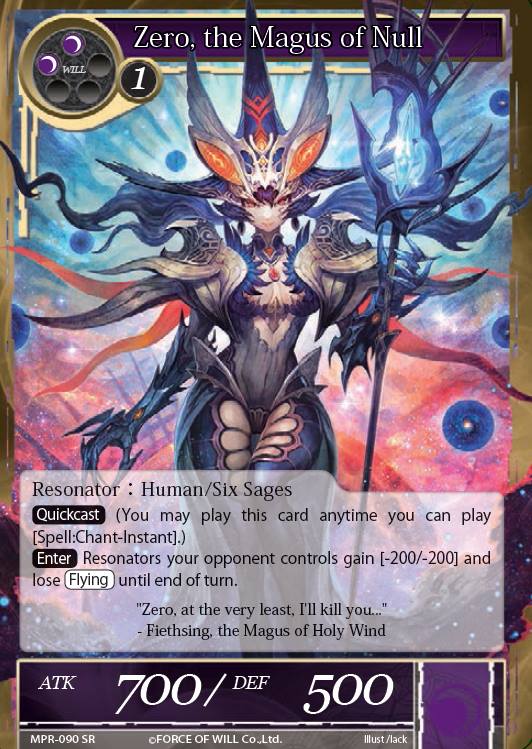 Zero, the Magus of Null
WILL
1
Resonator : Human/Six Sages
Quickcast (You may play this card anytime you can play
[Spell:Chant-Instant].)
Enter Resonators your opponent controls gain [-200/-200] and
lose Flying until end of turn.
"Zero, at the very least, I'll kill you..."
- Fiethsing, the Magus of Holy Wind
ATK 700/ DEF 500
MPR-090 SR ©FORCE OF WILL Co.,Ltd. Illust/lack